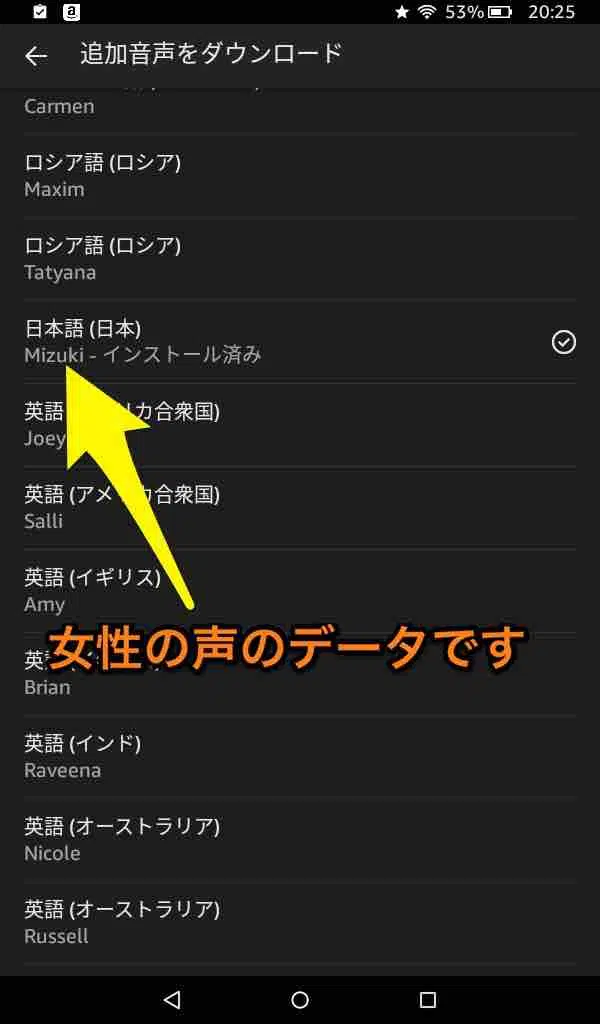 53% 20:25
追加音声をダウンロード
Carmen
ロシア語 (ロシア)
Maxim
ロシア語 (ロシア)
Tatyana
日本語 (日本)
Mizuki - インストール済み
英語 リカ合衆国)
Joey
英語 (アメリカ合衆国)
Salli
英語 (イギリス)
Amy
女性の声のデータです
Brian
英語 (インド)
Raveena
英語 (オーストラリア)
Nicole
英語 (オーストラリア)
Russell